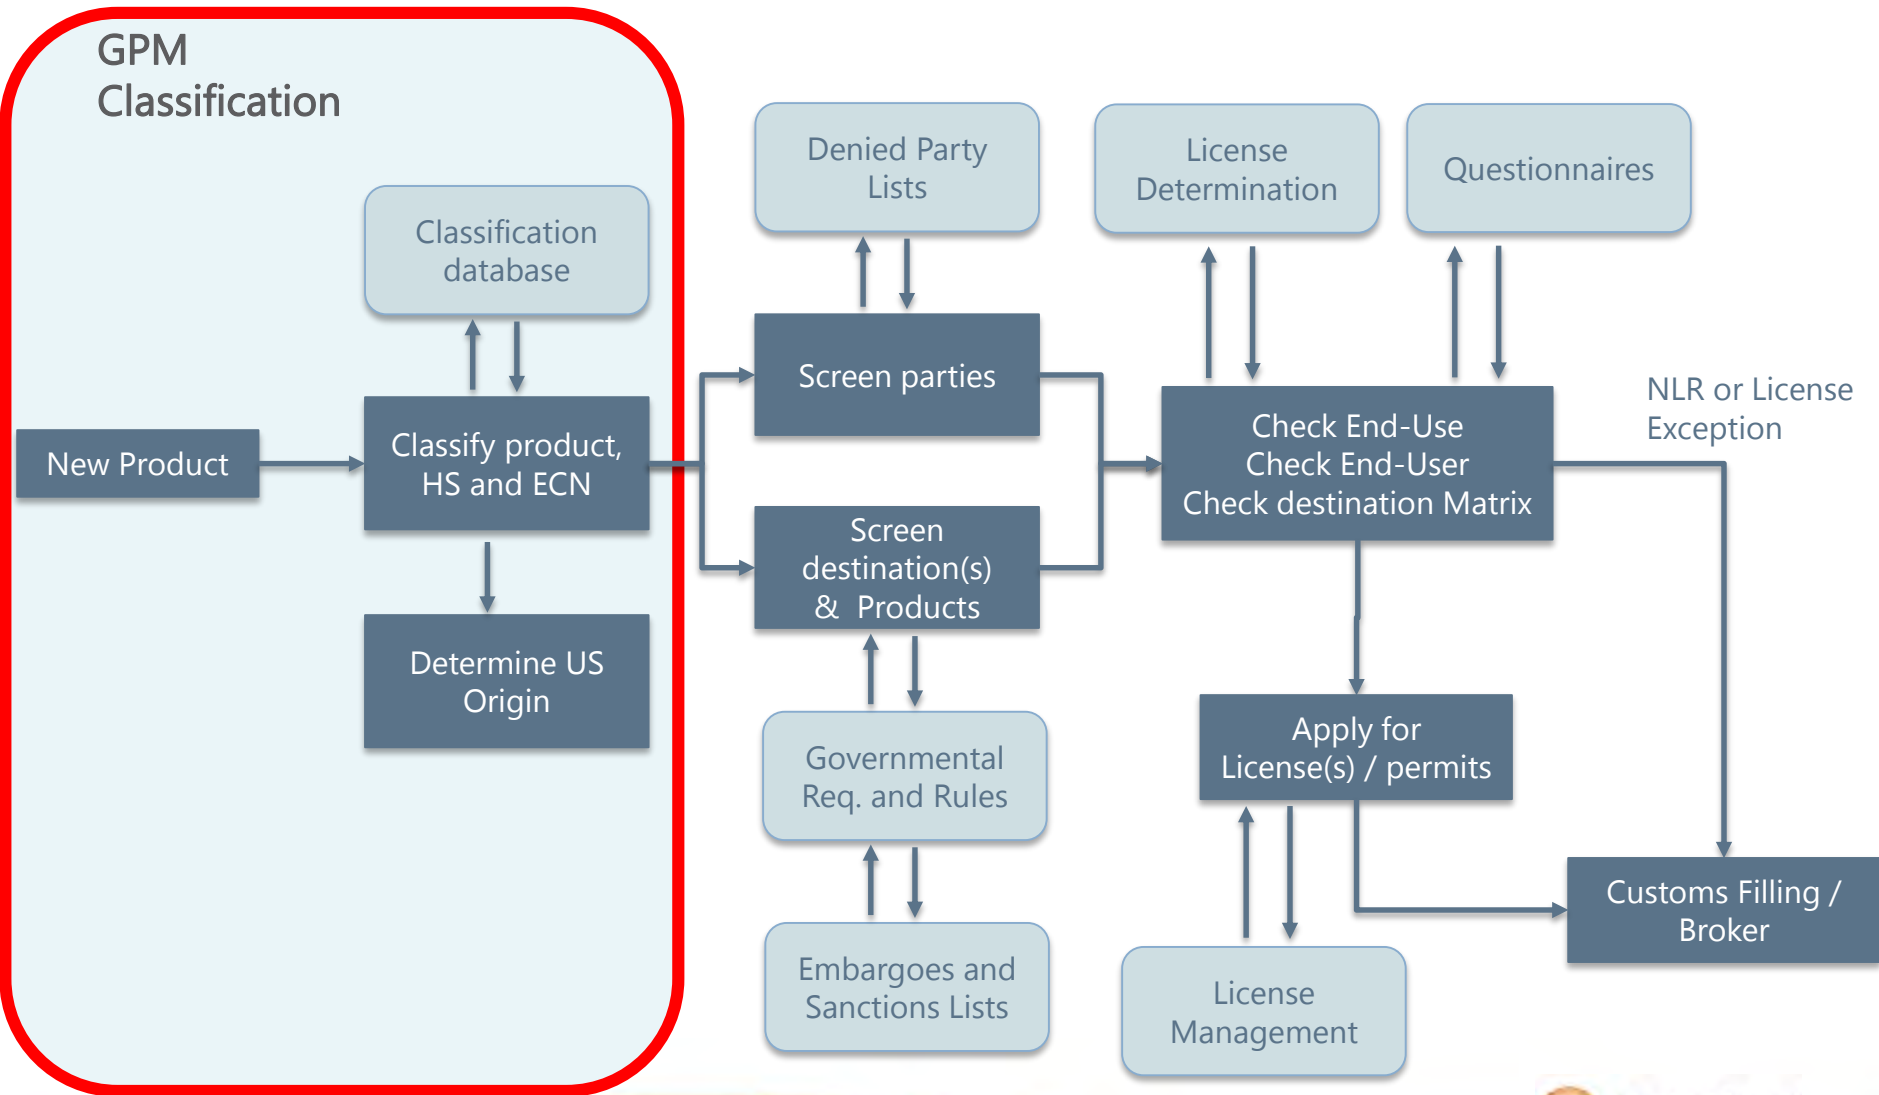 GPM
Classification
Classification
database
New Product
Classify product,
HS and ECN
Determine US
Origin
Denied Party
Lists
Screen parties
Screen
destination(s)
& Products
Governmental
Req. and Rules
Embargoes and
Sanctions Lists
License
Determination
Questionnaires
Check End-Use
Check End-User
Check destination Matrix
NLR or License
Exception
Apply for
License(s) / permits
License
Management
Customs Filling /
Broker